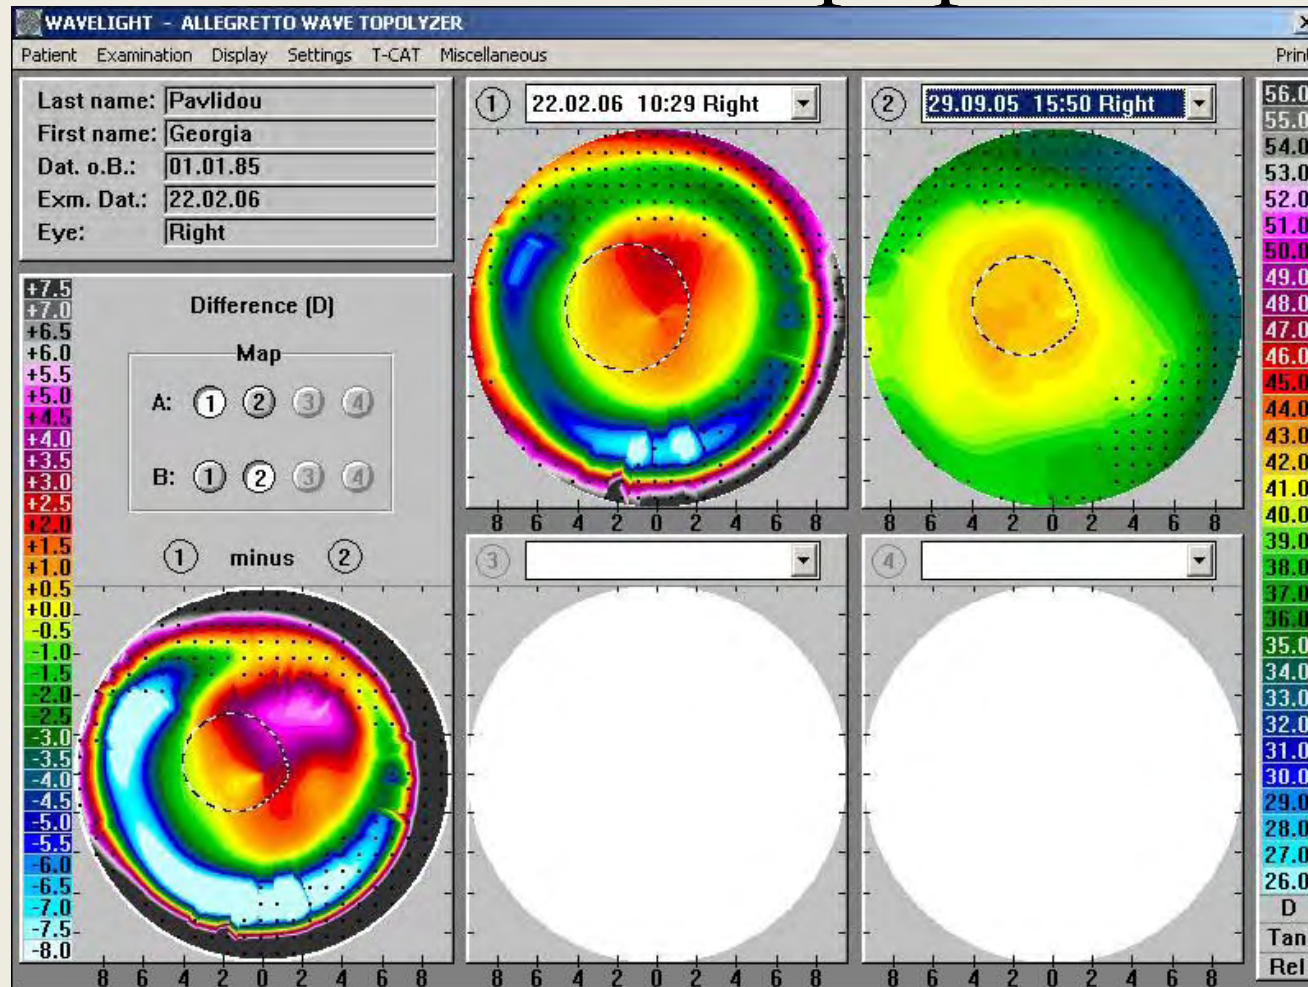 WAVELIGHT - ALLEGRETTO WAVE TOPOLYZER
Patient Examination Display Settings T-CAT Miscellaneous Print
Last name: Pavlidou
First name: Georgia
Dat. o.B.: 01.01.85
Exm. Dat.: 22.02.06
Eye: Right
1 22.02.06 10:29 Right
2 29.09.05 15:50 Right
Difference (D)
Map
A: 1 2 3 4
B: 1 2 3 4
1 minus 2
+7.5
+7.0
+6.5
+6.0
+5.5
+5.0
+4.5
+4.0
+3.5
+3.0
+2.5
+2.0
+1.5
+1.0
+0.5
+0.0
-0.5
-1.0
-1.5
-2.0
-2.5
-3.0
-3.5
-4.0
-4.5
-5.0
-5.5
-6.0
-6.5
-7.0
-7.5
-8.0
8 6 4 2 0 2 4 6 8
8 6 4 2 0 2 4 6 8
8 6 4 2 0 2 4 6 8
3
4
8 6 4 2 0 2 4 6 8
8 6 4 2 0 2 4 6 8
56.0
55.0
54.0
53.0
52.0
51.0
50.0
49.0
48.0
47.0
46.0
45.0
44.0
43.0
42.0
41.0
40.0
39.0
38.0
37.0
36.0
35.0
34.0
33.0
32.0
31.0
30.0
29.0
28.0
27.0
26.0
D
Tan
Rel